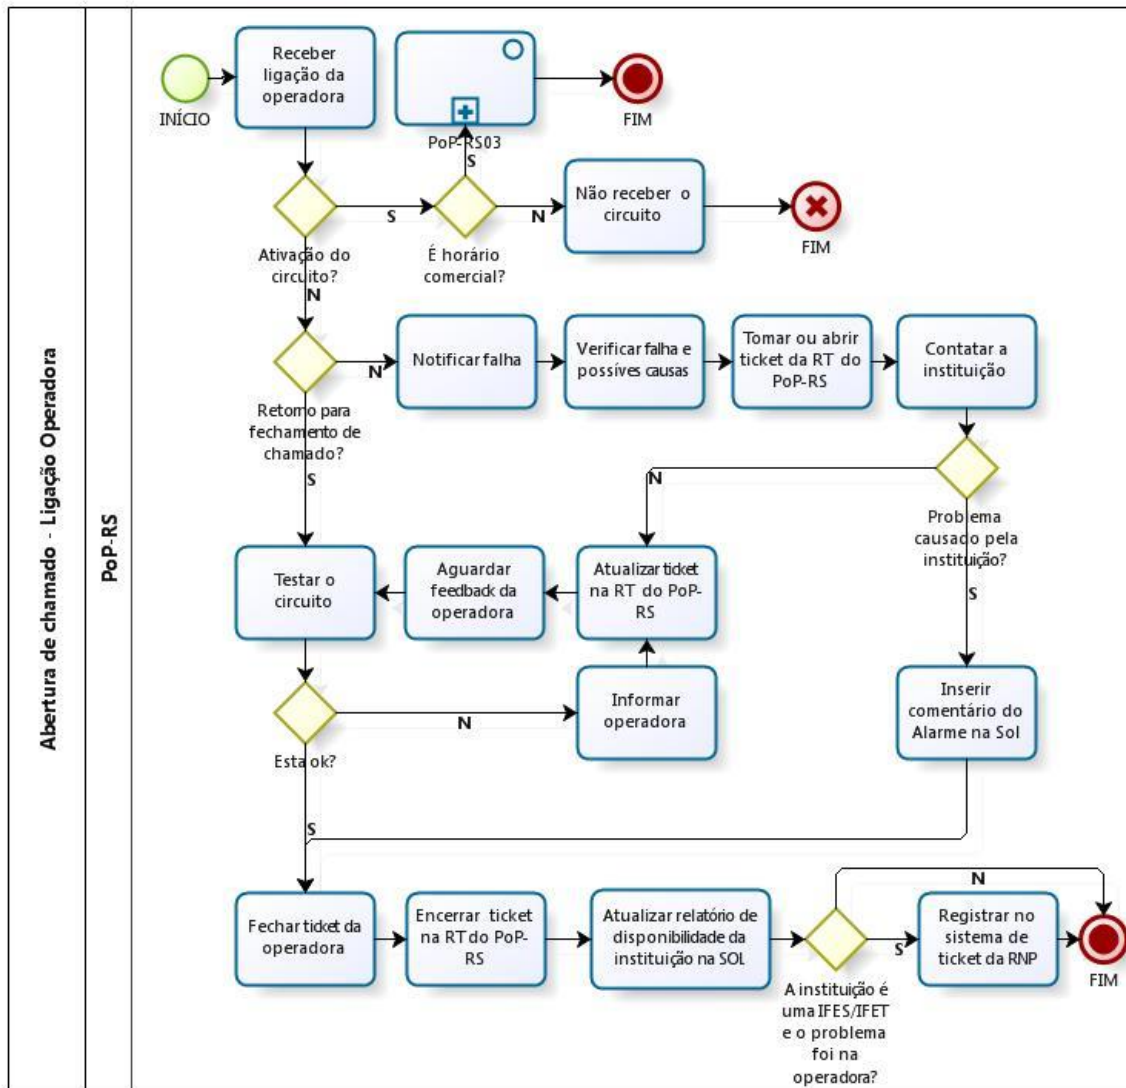 Abertura de chamado - Ligação Operadora
PoP-RS
INÍCIO
Receber
ligação da
operadora
PoP-RS03
FIM
Ativação do
circuito?
S
N
É horário
comercial?
S
N
Não receber o
circuito
FIM
Retorno para
fechamento de
chamado?
N
S
Notificar falha
Verificar falha e
possíves causas
Tomar ou abrir
ticket da RT do
PoP-RS
Contatar a
instituição
Problema
causado pela
instituição?
N
S
Testar o
circuito
Aguardar
feedback da
operadora
Atualizar ticket
na RT do PoP-
RS
Esta ok?
N
S
Informar
operadora
Inserir
comentário do
Alarme na Sol
Fechar ticket da
operadora
Encerrar ticket
na RT do PoP-
RS
Atualizar relatório de
disponibilidade da
instituição na SOL
A instituição é
uma IFES/IFET
e o problema
foi na
operadora?
N
S
Registrar no
sistema de
ticket da RNP
FIM